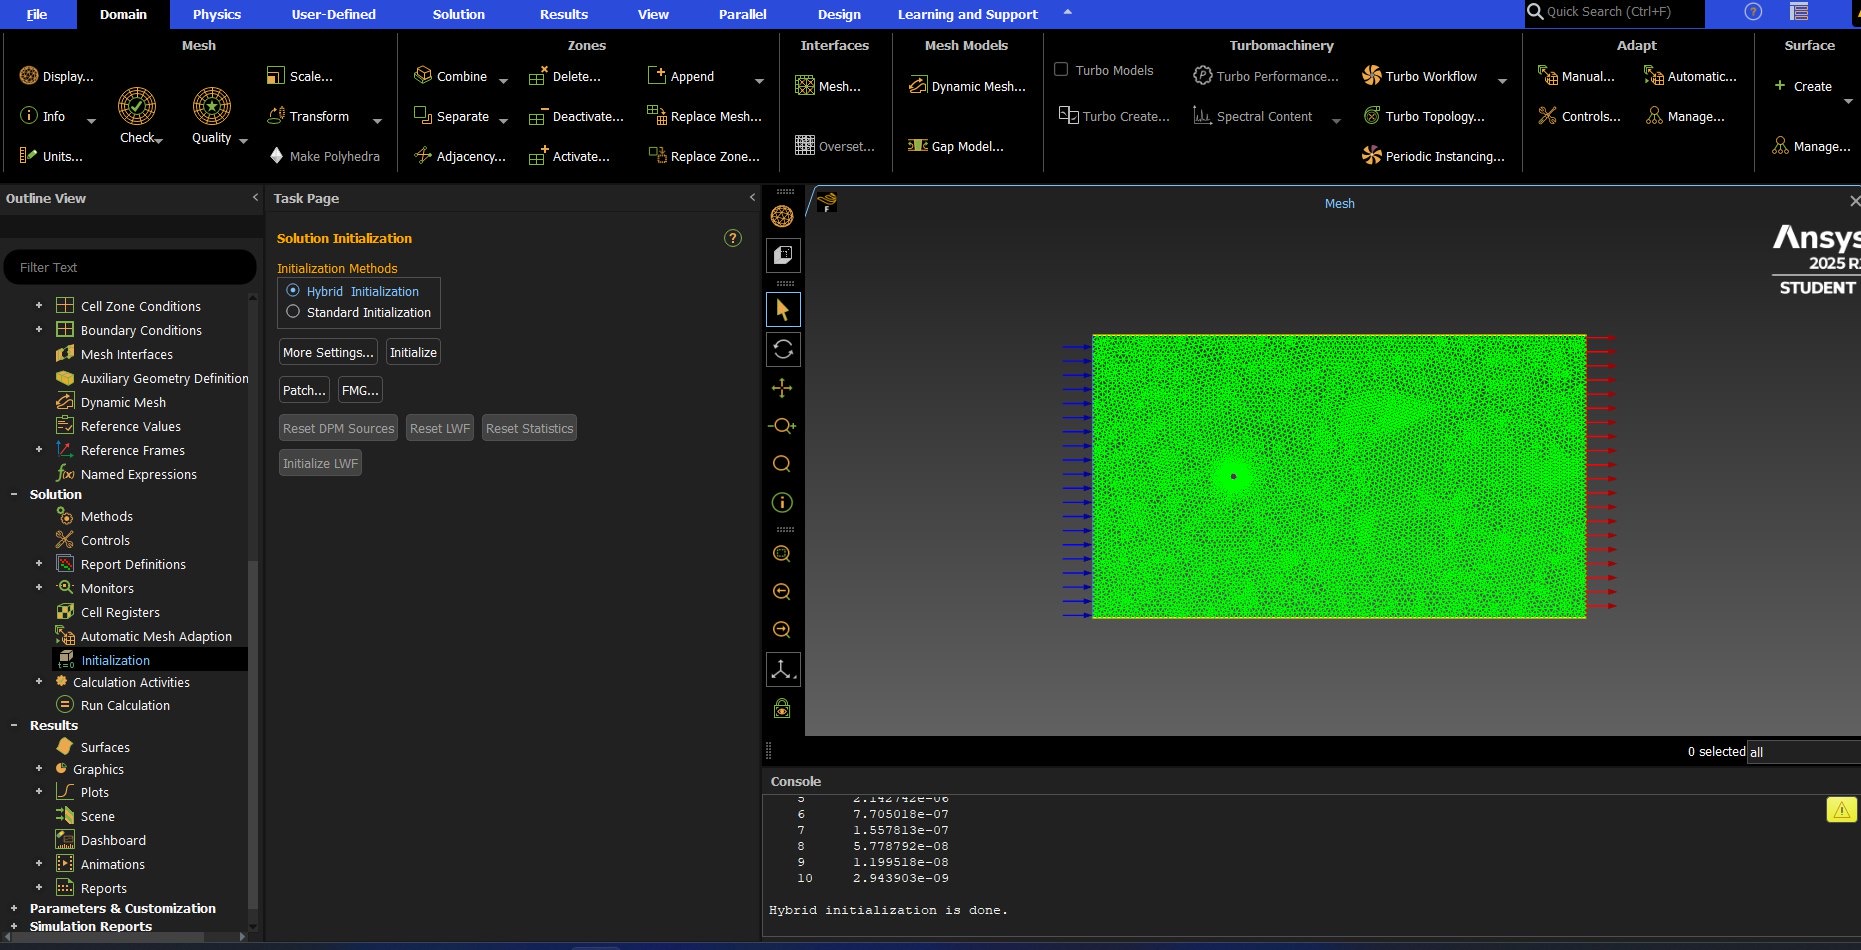 File Domain Physics User-Defined Solution Results View Parallel Design Learning and Support Quick Search (Ctrl+F)
Mesh Zones Interfaces Mesh Models Turbomachinery Adapt Surface
Display... Scale... Combine Delete... Append Mesh... Dynamic Mesh... Turbo Models Turbo Performance... Turbo Workflow Manual... Automatic... Create
Info Check Quality Transform Separate Deactivate... Replace Mesh... Turbo Create... Spectral Content Turbo Topology... Controls... Manage...
Units... Make Polyhedra Adjacency... Activate... Replace Zone... Overset... Gap Model... Periodic Instancing... Manage...
Outline View
Filter Text
Cell Zone Conditions
Boundary Conditions
Mesh Interfaces
Auxiliary Geometry Definition
Dynamic Mesh
Reference Values
Reference Frames
f(x) Named Expressions
Solution
Methods
Controls
Report Definitions
Monitors
Cell Registers
Automatic Mesh Adaption
t=0 Initialization
Calculation Activities
Run Calculation
Results
Surfaces
Graphics
Plots
Scene
Dashboard
Animations
Reports
Parameters & Customization
Simulation Reports
Task Page
Solution Initialization
Initialization Methods
Hybrid Initialization
Standard Initialization
More Settings... Initialize
Patch... FMG...
Reset DPM Sources Reset LWF Reset Statistics
Initialize LWF
Mesh
Ansys
2025 R
STUDENT
0 selected all
Console
5 2.142742e-06
6 7.705018e-07
7 1.557813e-07
8 5.778792e-08
9 1.199518e-08
10 2.943903e-09
Hybrid initialization is done.